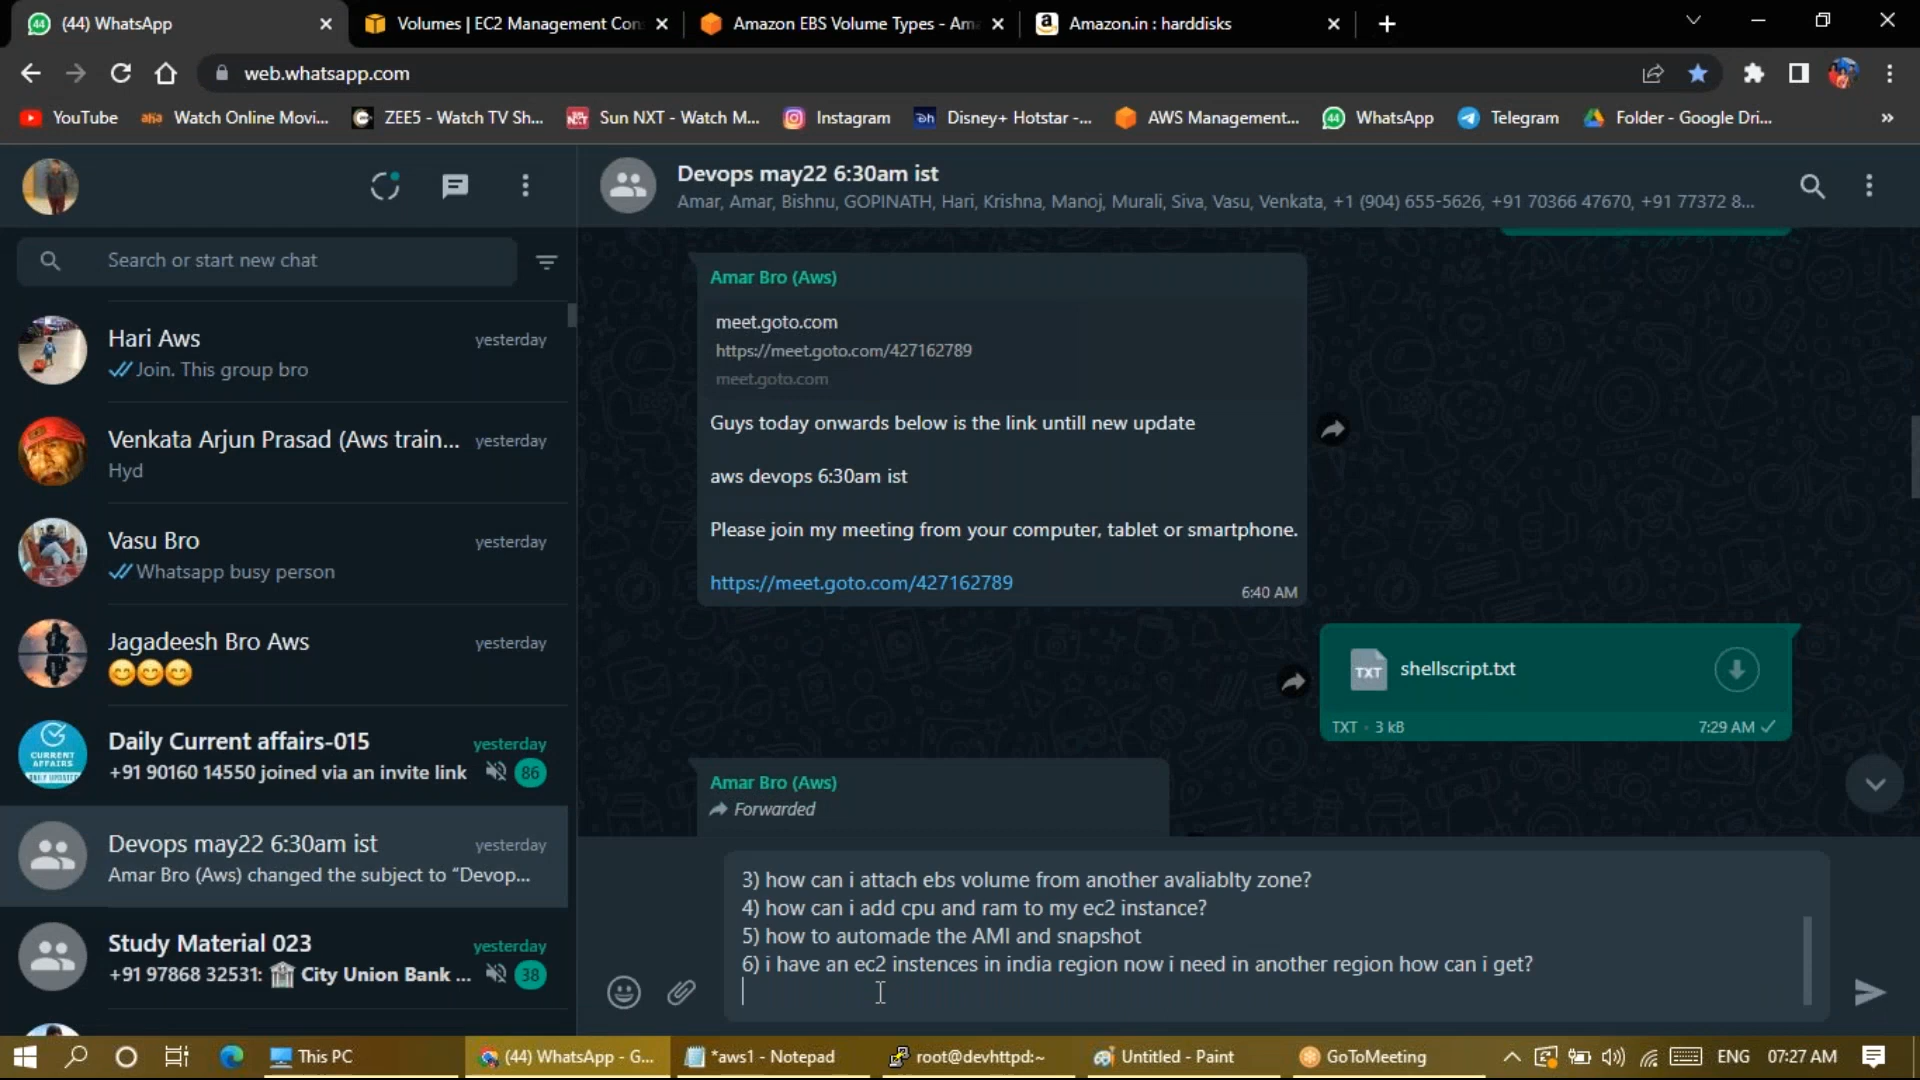 (44) WhatsApp
Volumes | EC2 Management Con
Amazon EBS Volume Types - Am
Amazon.in : harddisks
web.whatsapp.com
YouTube
aha
Watch Online Movi...
ZEE5 - Watch TV Sh...
Sun NXT - Watch M...
Instagram
Disney+ Hotstar -...
AWS Management...
WhatsApp
Telegram
Folder - Google Dri...
»
Devops may22 6:30am ist
Amar, Amar, Bishnu, GOPINATH, Hari, Krishna, Manoj, Murali, Siva, Vasu, Venkata, +1 (904) 655-5626, +91 70366 47670, +91 77372 8...
Search or start new chat
Hari Aws
yesterday
Join. This group bro
Venkata Arjun Prasad (Aws train...
yesterday
Hyd
Vasu Bro
yesterday
Whatsapp busy person
Jagadeesh Bro Aws
yesterday
😊😊😊
CURRENT
AFFAIRS
Daily Current affairs-015
yesterday
+91 90160 14550 joined via an invite link
86
Devops may22 6:30am ist
yesterday
Amar Bro (Aws) changed the subject to "Devop...
Study Material 023
yesterday
+91 97868 32531: 🏦 City Union Bank ...
38
Amar Bro (Aws)
meet.goto.com
https://meet.goto.com/427162789
meet.goto.com
Guys today onwards below is the link untill new update
aws devops 6:30am ist
Please join my meeting from your computer, tablet or smartphone.
https://meet.goto.com/427162789
6:40 AM
TXT
shellscript.txt
TXT • 3 kB
7:29 AM
Amar Bro (Aws)
Forwarded
3) how can i attach ebs volume from another avaliablty zone?
4) how can i add cpu and ram to my ec2 instance?
5) how to automade the AMI and snapshot
6) i have an ec2 instences in india region now i need in another region how can i get?
This PC
(44) WhatsApp - G...
*aws1 - Notepad
root@devhttpd:~
Untitled - Paint
GoToMeeting
ENG
07:27 AM